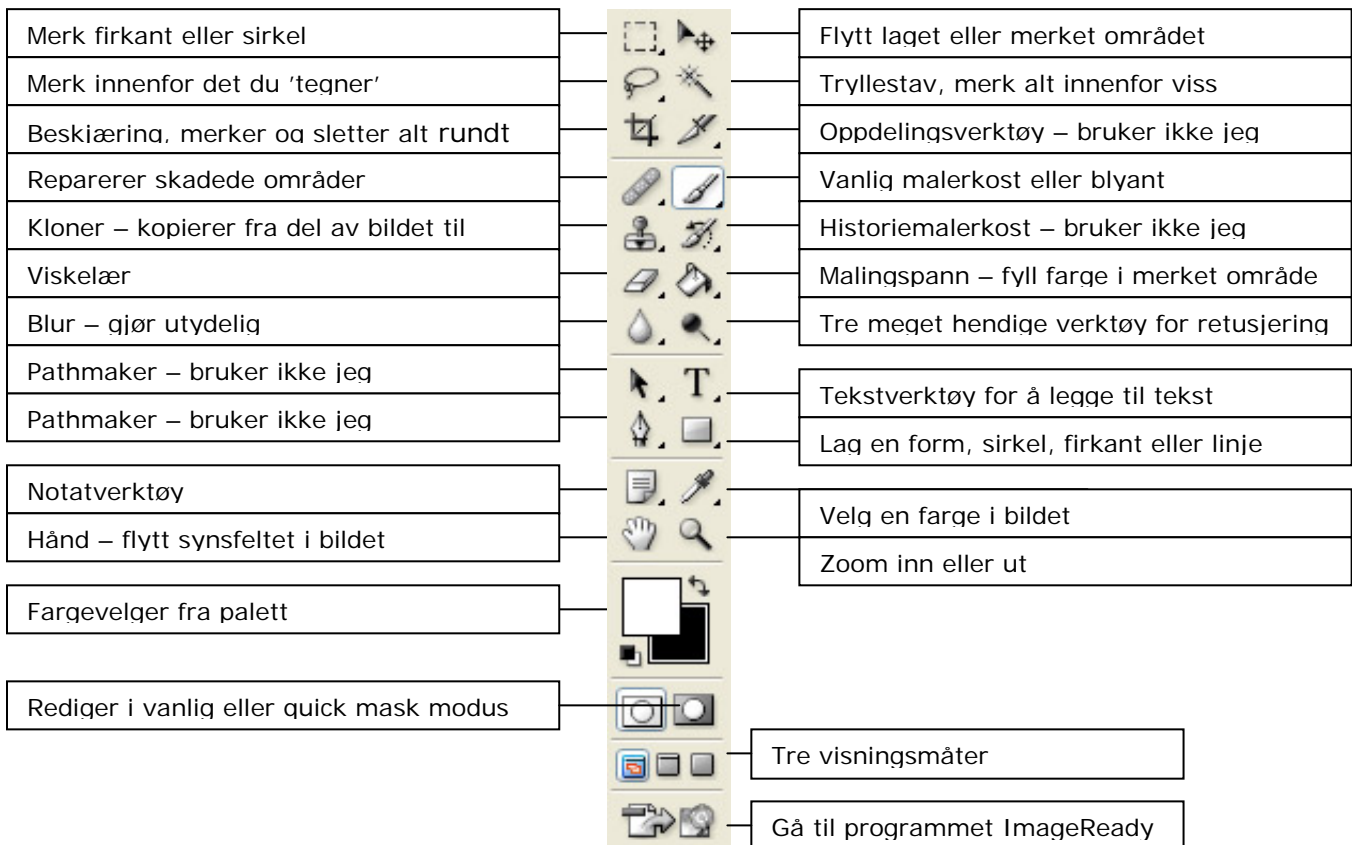 Merk firkant eller sirkel
Merk innenfor det du 'tegner'
Beskjæring, merker og sletter alt rundt
Reparerer skadede områder
Kloner – kopierer fra del av bildet til
Viskelær
Blur – gjør utydelig
Pathmaker – bruker ikke jeg
Pathmaker – bruker ikke jeg
Notatverktøy
Hånd – flytt synsfeltet i bildet
Fargevelger fra palett
Rediger i vanlig eller quick mask modus
Flytt laget eller merket området
Tryllestav, merk alt innenfor viss
Oppdelingsverktøy – bruker ikke jeg
Vanlig malerkost eller blyant
Historiemalerkost – bruker ikke jeg
Malingspann – fyll farge i merket område
Tre meget hendige verktøy for retusjering
Tekstverktøy for å legge til tekst
Lag en form, sirkel, firkant eller linje
Velg en farge i bildet
Zoom inn eller ut
Tre visningsmåter
Gå til programmet ImageReady